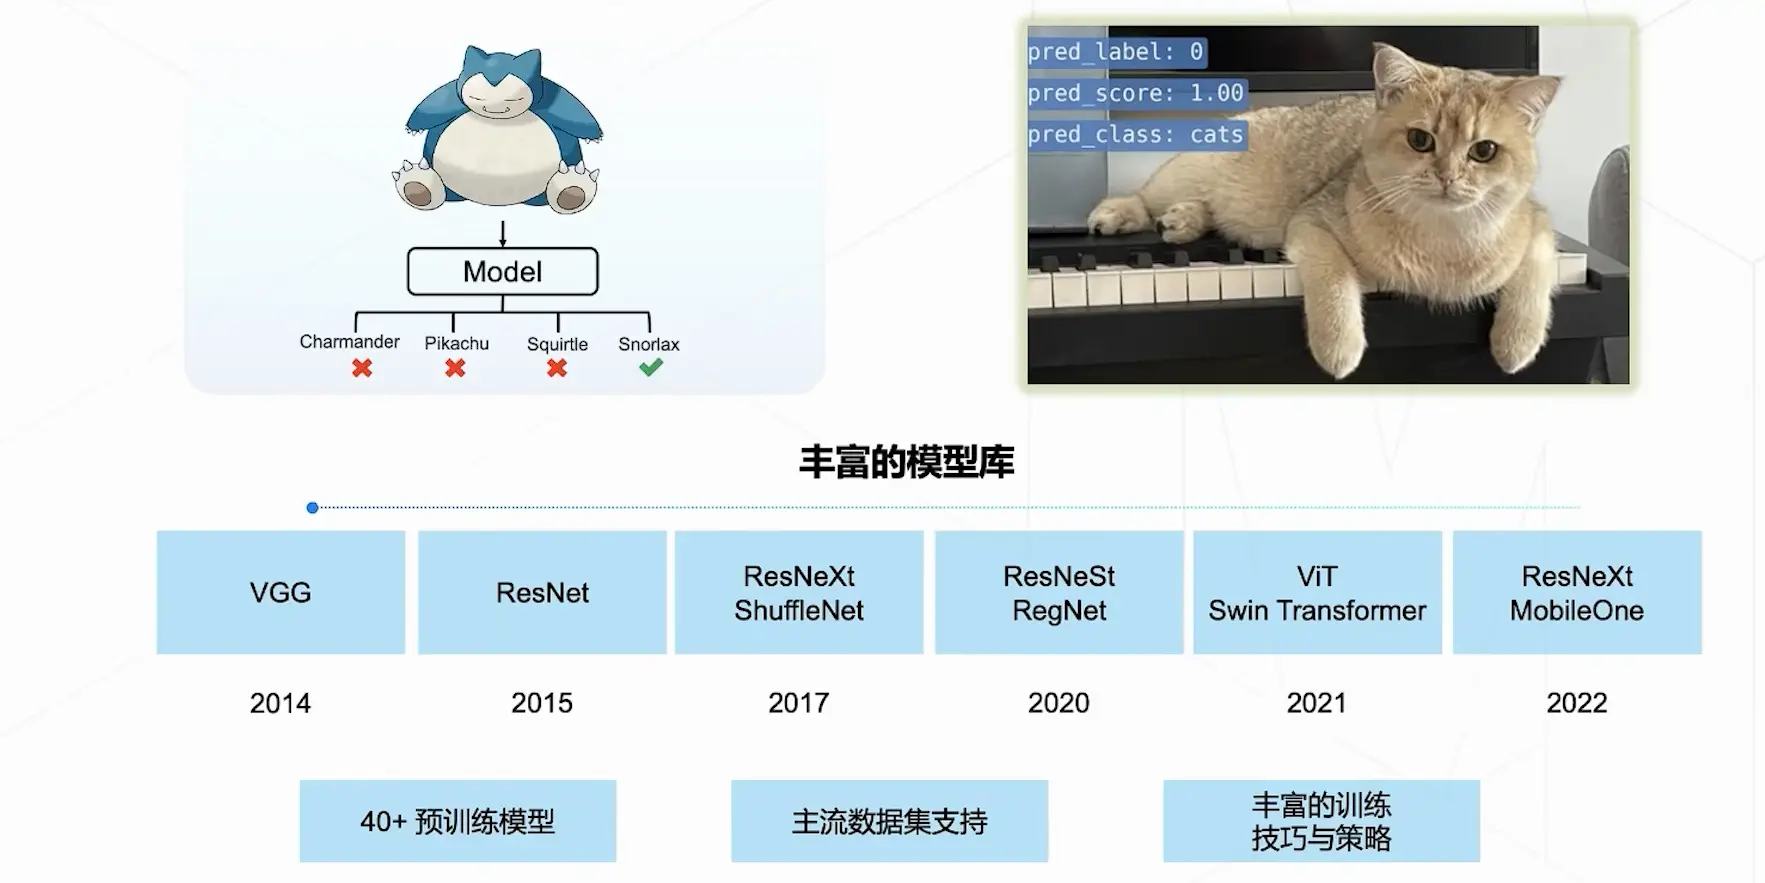 Model
Charmander
Pikachu
Squirtle
Snorlax
pred_label: 0
pred_score: 1.00
pred_class: cats
丰富的模型库
VGG
ResNet
ResNeXt
ShuffleNet
ResNeSt
RegNet
ViT
Swin Transformer
ResNeXt
MobileOne
2014
2015
2017
2020
2021
2022
40+ 预训练模型
主流数据集支持
丰富的训练
技巧与策略